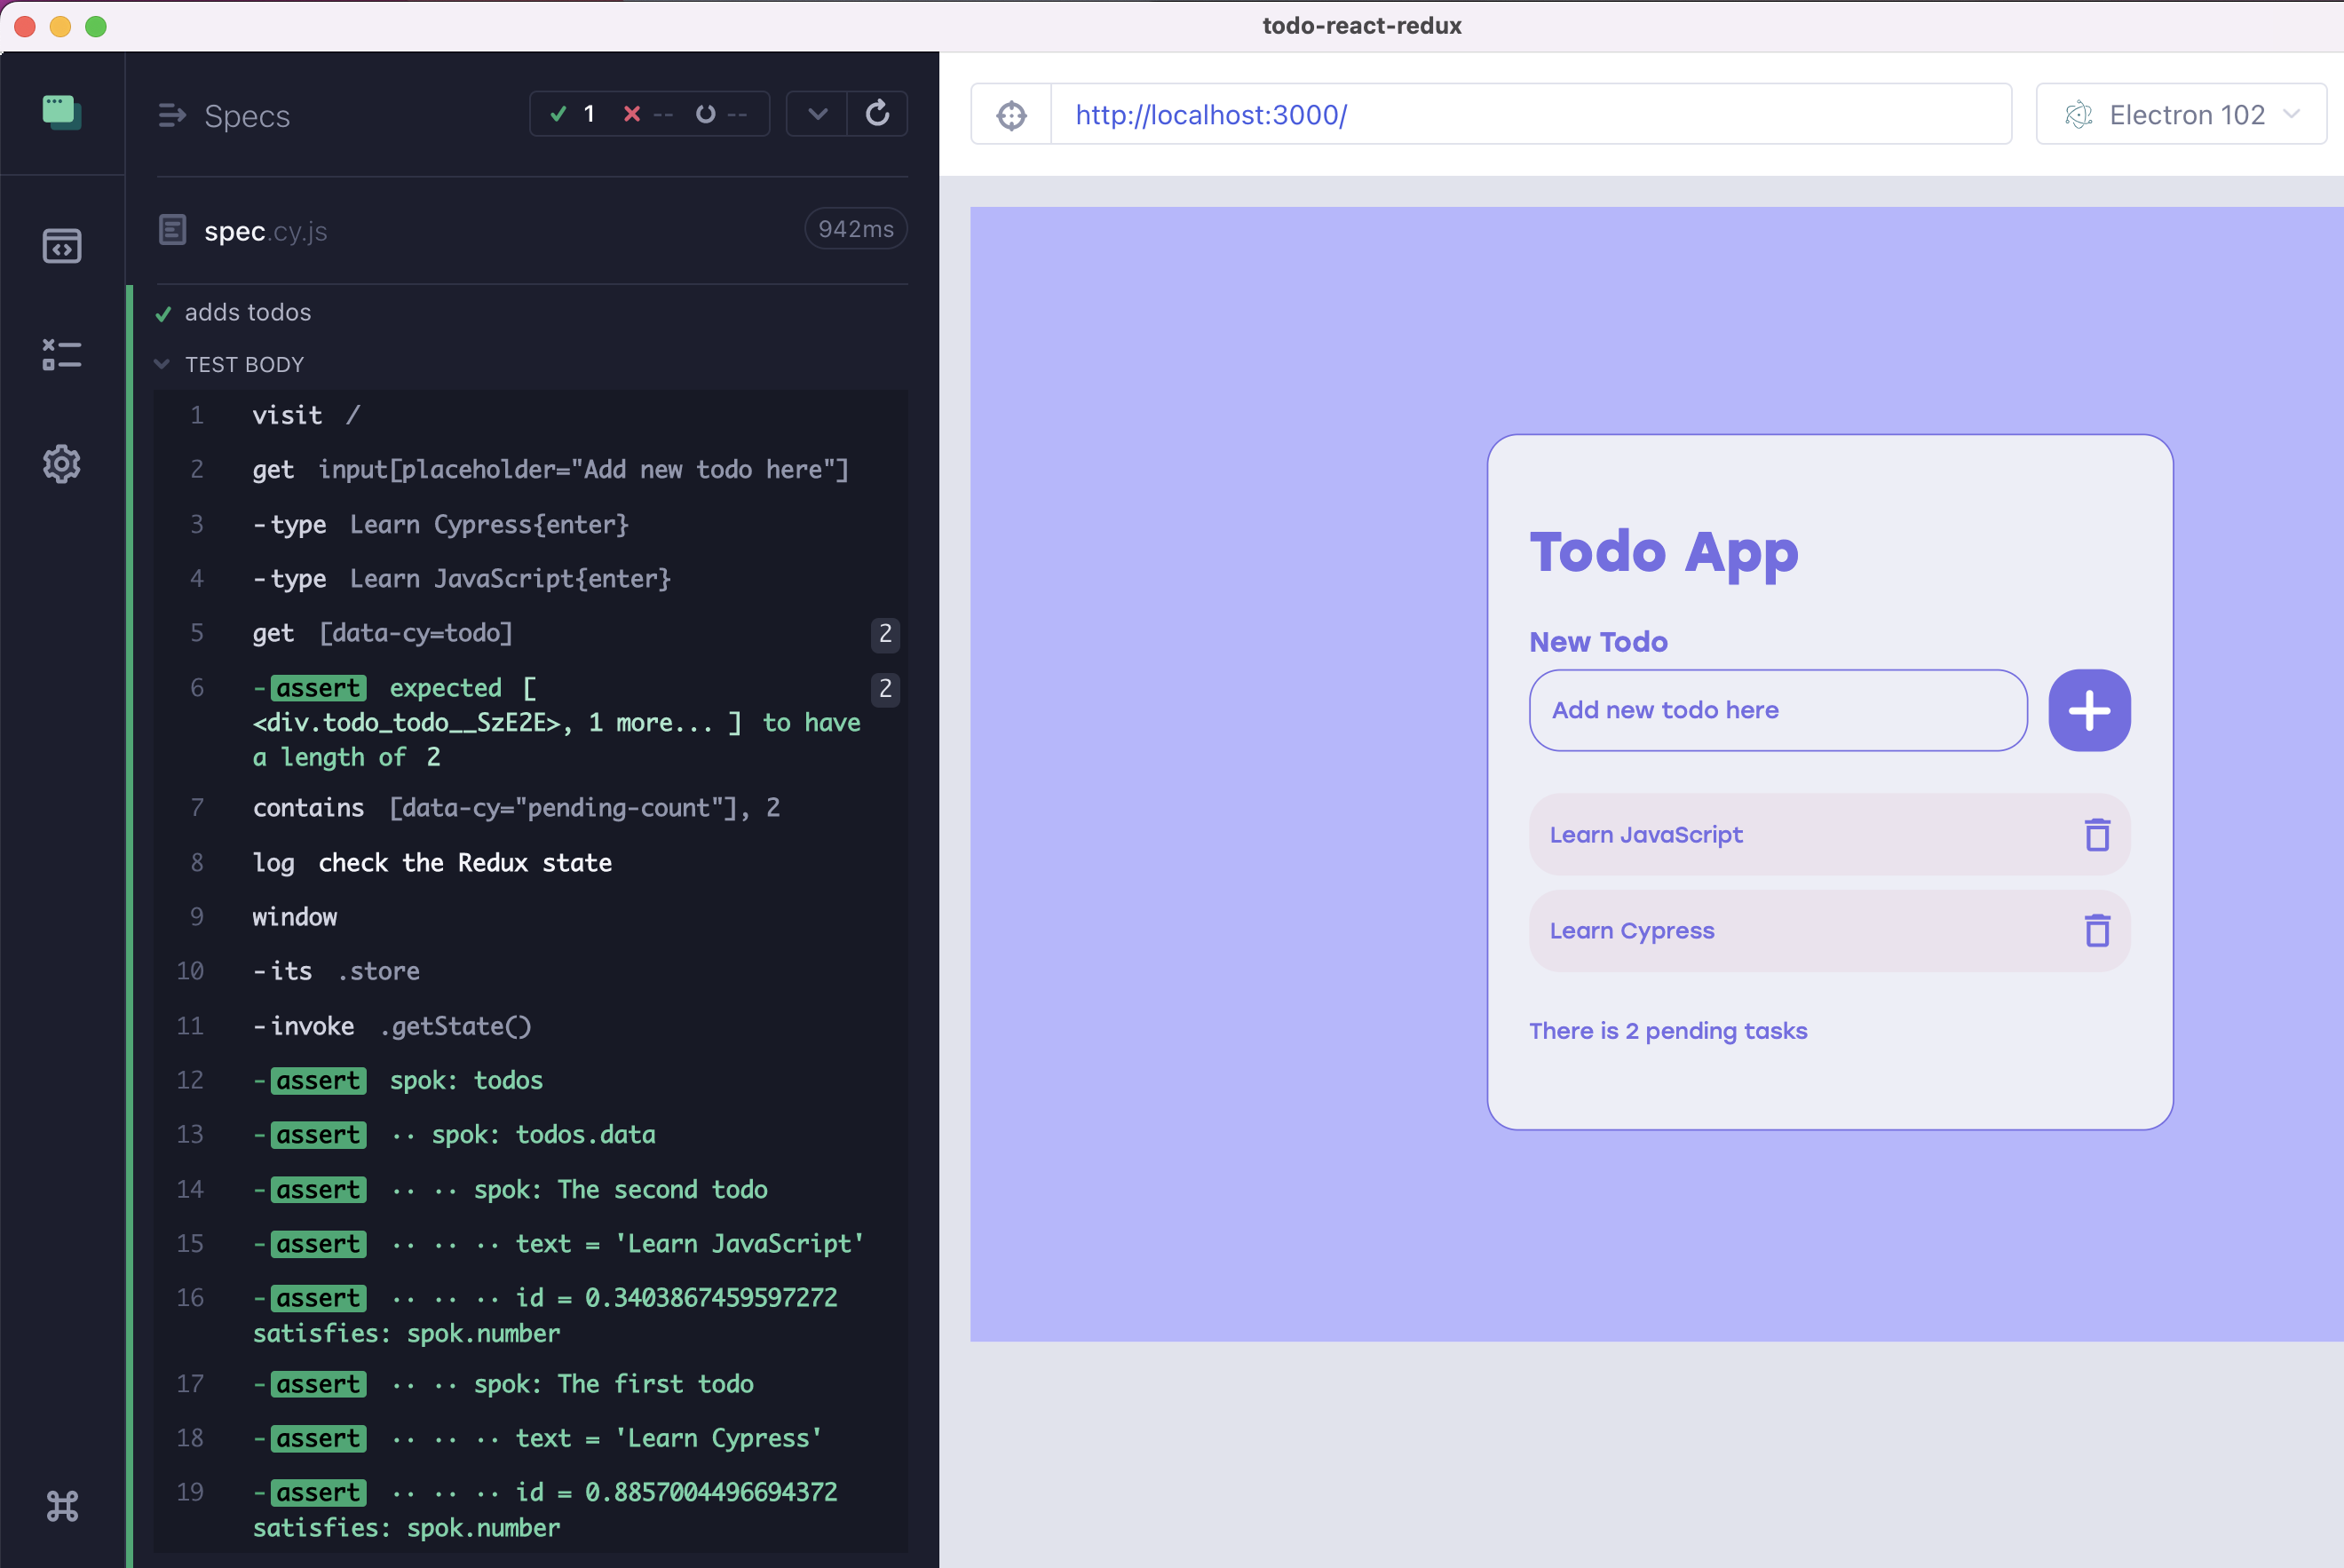 todo-react-redux
Specs
1 -- --
spec.cy.js 942ms
adds todos
TEST BODY
1 visit /
2 get input[placeholder="Add new todo here"]
3 -type Learn Cypress{enter}
4 -type Learn JavaScript{enter}
5 get [data-cy=todo] 2
6 -assert expected [ 2
<div.todo_todo__SzE2E>, 1 more... ] to have
a length of 2
7 contains [data-cy="pending-count"], 2
8 log check the Redux state
9 window
10 -its .store
11 -invoke .getState()
12 -assert spok: todos
13 -assert ·· spok: todos.data
14 -assert ·· ·· spok: The second todo
15 -assert ·· ·· ·· text = 'Learn JavaScript'
16 -assert ·· ·· ·· id = 0.3403867459597272
satisfies: spok.number
17 -assert ·· ·· spok: The first todo
18 -assert ·· ·· ·· text = 'Learn Cypress'
19 -assert ·· ·· ·· id = 0.8857004496694372
satisfies: spok.number
http://localhost:3000/
Electron 102
Todo App
New Todo
Add new todo here
Learn JavaScript
Learn Cypress
There is 2 pending tasks